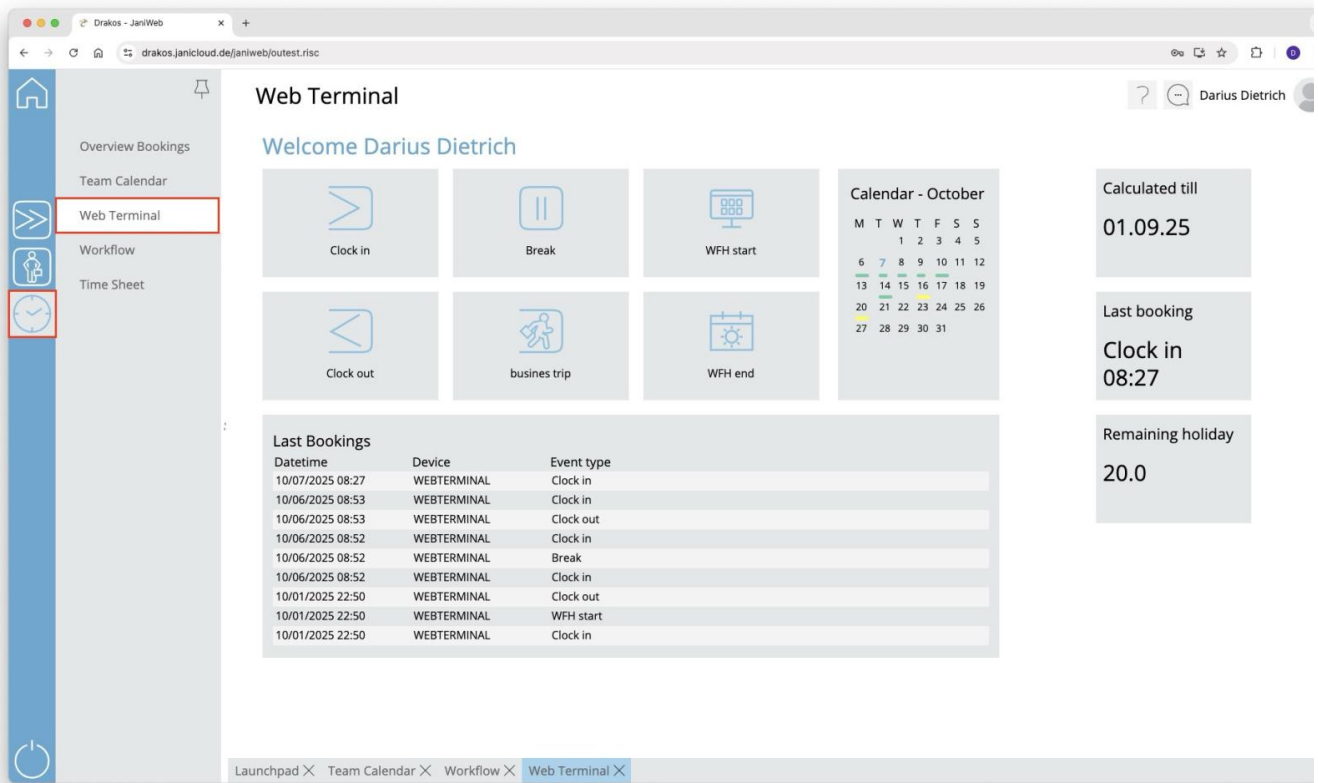 Drakos - JaniWeb
drakos.janicloud.de/janiweb/outest.risc
D
Web Terminal
? Darius Dietrich
Overview Bookings
Team Calendar
Web Terminal
Workflow
Time Sheet
Welcome Darius Dietrich
Clock in
Break
WFH start
Clock out
busines trip
WFH end
Calendar - October
M T W T F S S
1 2 3 4 5
6 7 8 9 10 11 12
13 14 15 16 17 18 19
20 21 22 23 24 25 26
27 28 29 30 31
Calculated till
01.09.25
Last booking
Clock in
08:27
Remaining holiday
20.0
Last Bookings
Datetime Device Event type
10/07/2025 08:27 WEBTERMINAL Clock in
10/06/2025 08:53 WEBTERMINAL Clock in
10/06/2025 08:53 WEBTERMINAL Clock out
10/06/2025 08:52 WEBTERMINAL Clock in
10/06/2025 08:52 WEBTERMINAL Break
10/06/2025 08:52 WEBTERMINAL Clock in
10/01/2025 22:50 WEBTERMINAL Clock out
10/01/2025 22:50 WEBTERMINAL WFH start
10/01/2025 22:50 WEBTERMINAL Clock in
Launchpad Team Calendar Workflow Web Terminal